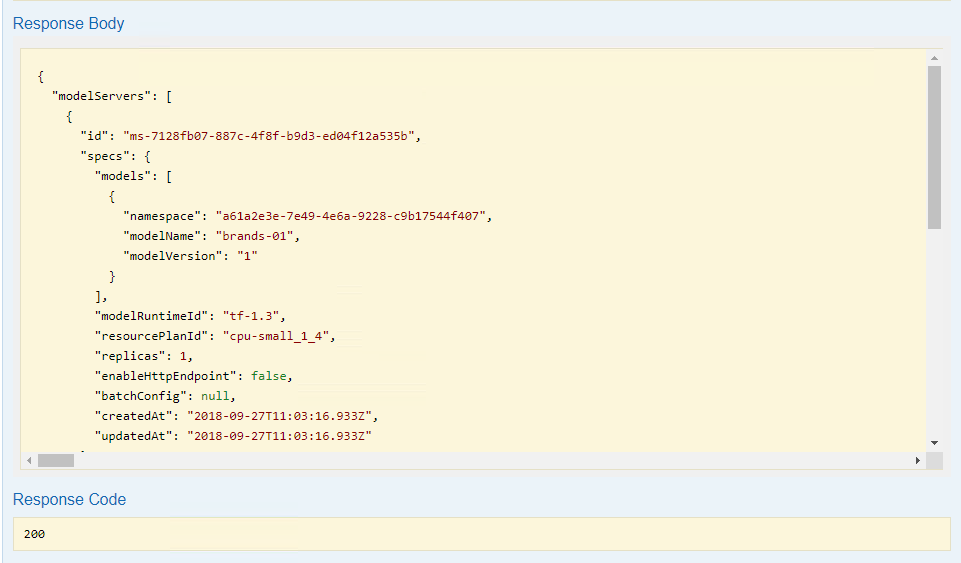 Response Body
{
"modelServers": [
{
"id": "ms-7128fb07-887c-4f8f-b9d3-ed04f12a535b",
"specs": {
"models": [
{
"namespace": "a61a2e3e-7e49-4e6a-9228-c9b17544f407",
"modelName": "brands-01",
"modelVersion": "1"
}
],
"modelRuntimeId": "tf-1.3",
"resourcePlanId": "cpu-small_1_4",
"replicas": 1,
"enableHttpEndpoint": false,
"batchConfig": null,
"createdAt": "2018-09-27T11:03:16.933Z",
"updatedAt": "2018-09-27T11:03:16.933Z"
Response Code
200